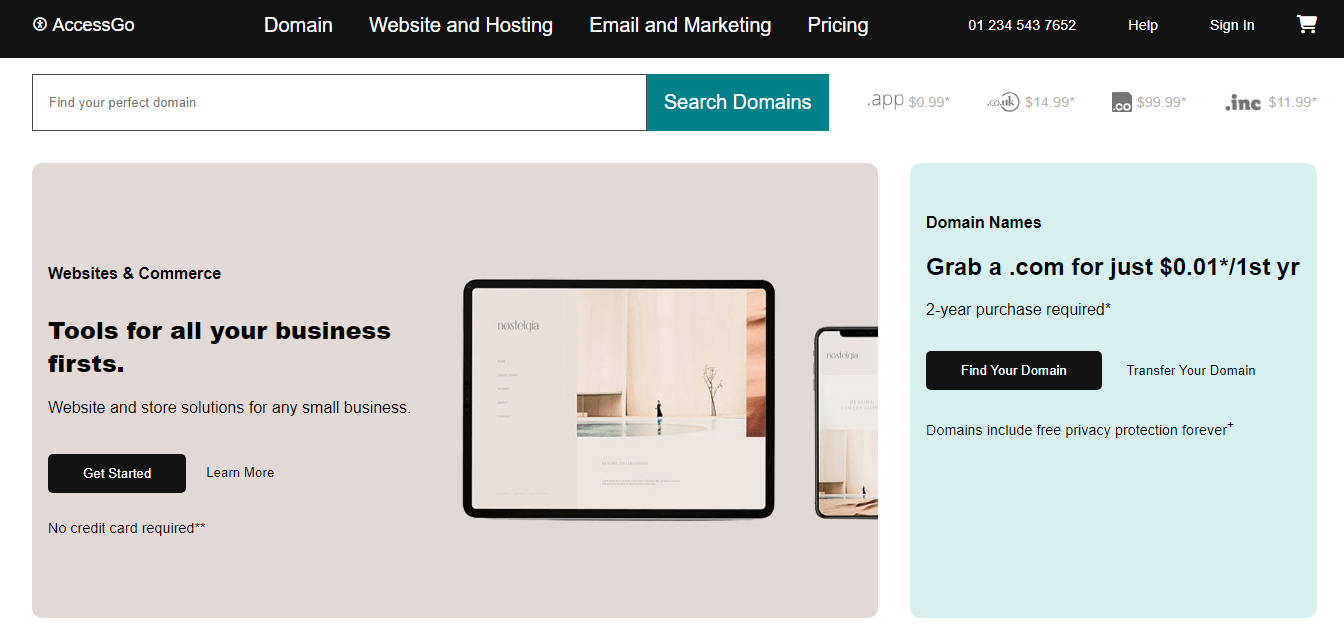 AccessGo
Domain
Website and Hosting
Email and Marketing
Pricing
01 234 543 7652
Help
Sign In
Find your perfect domain
Search Domains
.app $0.99*
.co.uk $14.99*
.co $99.99*
.inc $11.99*
Websites & Commerce
Tools for all your business
firsts.
Website and store solutions for any small business.
Get Started
Learn More
No credit card required**
nostelgia
nostelgia
Domain Names
Grab a .com for just $0.01*/1st yr
2-year purchase required*
Find Your Domain
Transfer Your Domain
Domains include free privacy protection forever+